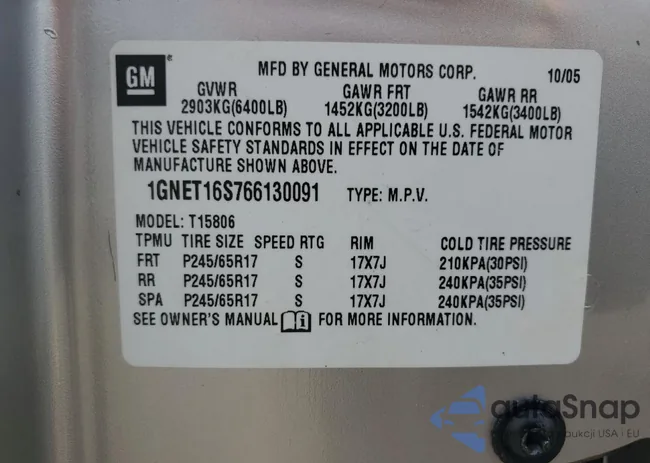 GM
MFD BY GENERAL MOTORS CORP. 10/05
GVWR GAWR FRT GAWR RR
2903KG(6400LB) 1452KG(3200LB) 1542KG(3400LB)
THIS VEHICLE CONFORMS TO ALL APPLICABLE U.S. FEDERAL MOTOR
VEHICLE SAFETY STANDARDS IN EFFECT ON THE DATE OF
MANUFACTURE SHOWN ABOVE.
1GNET16S766130091 TYPE: M.P.V.
MODEL: T15806
TPMU TIRE SIZE SPEED RTG RIM COLD TIRE PRESSURE
FRT P245/65R17 S 17X7J 210KPA(30PSI)
RR P245/65R17 S 17X7J 240KPA(35PSI)
SPA P245/65R17 S 17X7J 240KPA(35PSI)
SEE OWNER'S MANUAL i FOR MORE INFORMATION.
autoSnap
aukcji USA i EU